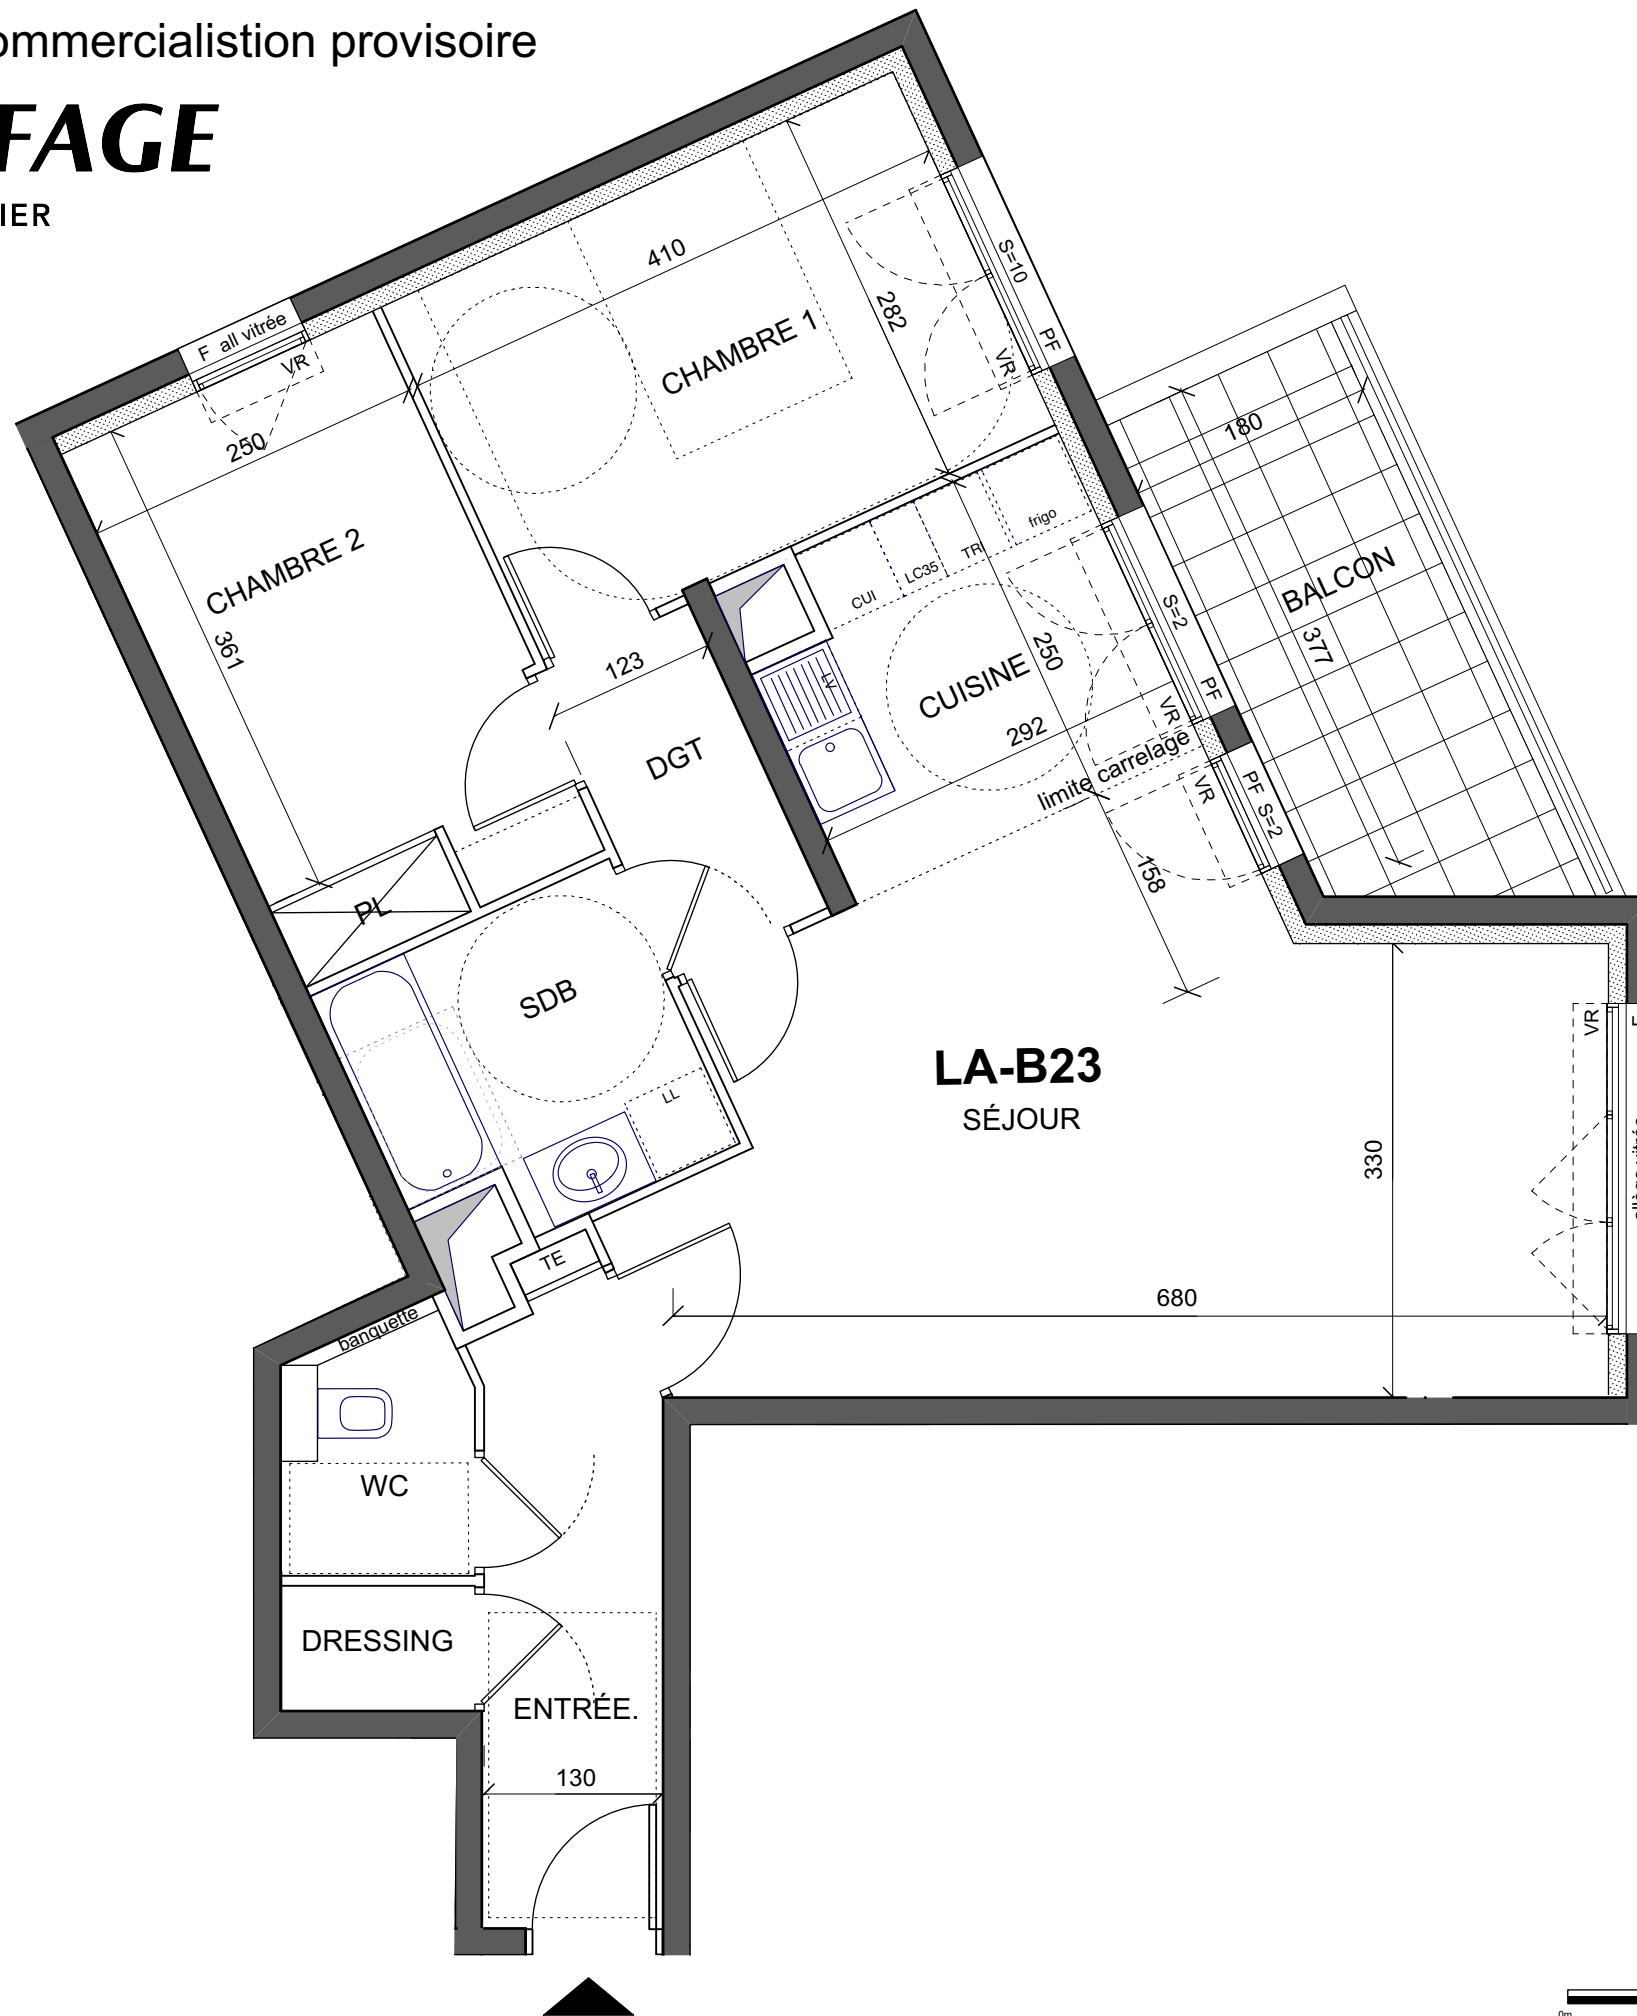 ommercialistion provisoire
FAGE
IER
F all vitrée
VR
250
410
CHAMBRE 1
282
S=10
PF
VR
CHAMBRE 2
361
180
BALCON
377
frigo
TR
LC35
CUI
LV
CUISINE
250
292
S=2
PF
VR
limite carrelage
VR
PF S=2
158
123
DGT
PL
SDB
LL
LA-B23
SÉJOUR
VR
330
680
TE
banquette
WC
DRESSING
ENTRÉE.
130
0m